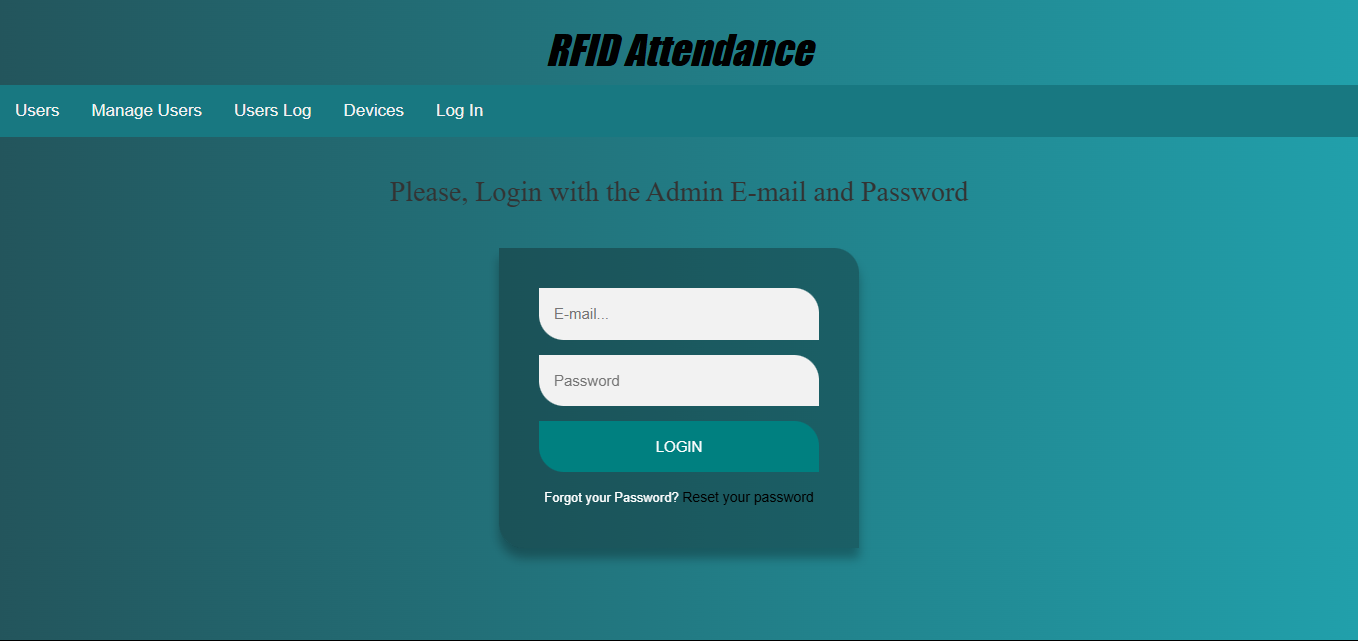 RFID Attendance
Users Manage Users Users Log Devices Log In
Please, Login with the Admin E-mail and Password
E-mail...
Password
LOGIN
Forgot your Password? Reset your password